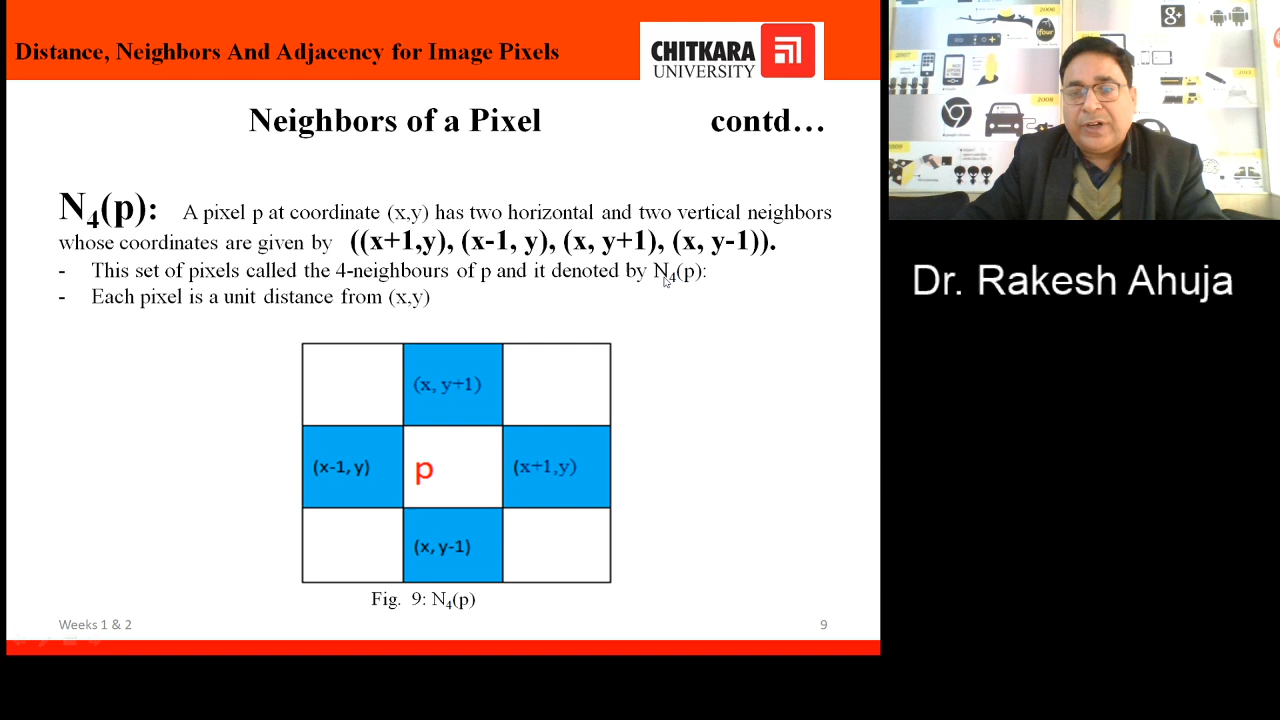 Distance, Neighbors And Adjacency for Image Pixels
CHITKARA
UNIVERSITY
Neighbors of a Pixel contd…
N4(p): A pixel p at coordinate (x,y) has two horizontal and two vertical neighbors
whose coordinates are given by ((x+1,y), (x-1, y), (x, y+1), (x, y-1)).
- This set of pixels called the 4-neighbours of p and it denoted by N4(p):
- Each pixel is a unit distance from (x,y)
(x, y+1)
(x-1, y) p (x+1,y)
(x, y-1)
Fig. 9: N4(p)
Weeks 1 & 2 9
2006
ifour
2008
Dr. Rakesh Ahuja